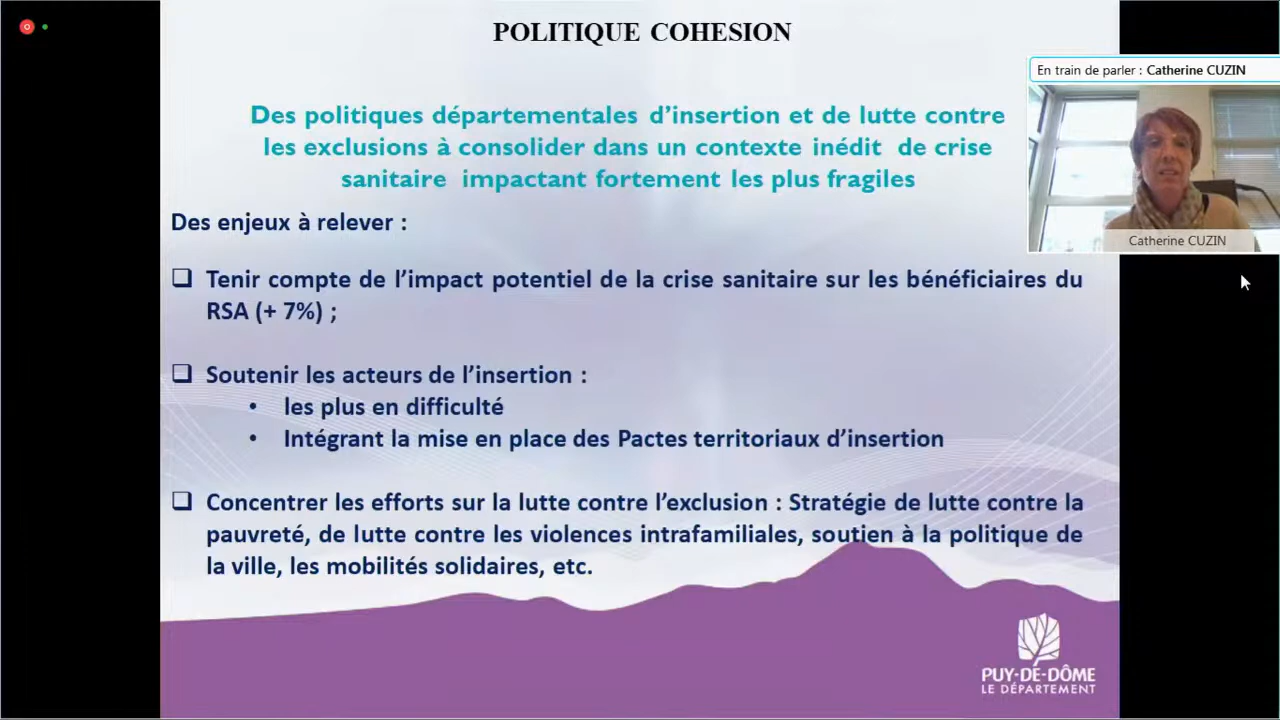 POLITIQUE COHESION
En train de parler : Catherine CUZIN
Des politiques départementales d’insertion et de lutte contre
les exclusions à consolider dans un contexte inédit de crise
sanitaire impactant fortement les plus fragiles
Catherine CUZIN
Des enjeux à relever :
❑ Tenir compte de l’impact potentiel de la crise sanitaire sur les bénéficiaires du
RSA (+ 7%) ;
❑ Soutenir les acteurs de l’insertion :
• les plus en difficulté
• Intégrant la mise en place des Pactes territoriaux d’insertion
❑ Concentrer les efforts sur la lutte contre l’exclusion : Stratégie de lutte contre la
pauvreté, de lutte contre les violences intrafamiliales, soutien à la politique de
la ville, les mobilités solidaires, etc.
PUY-DE-DÔME
LE DÉPARTEMENT